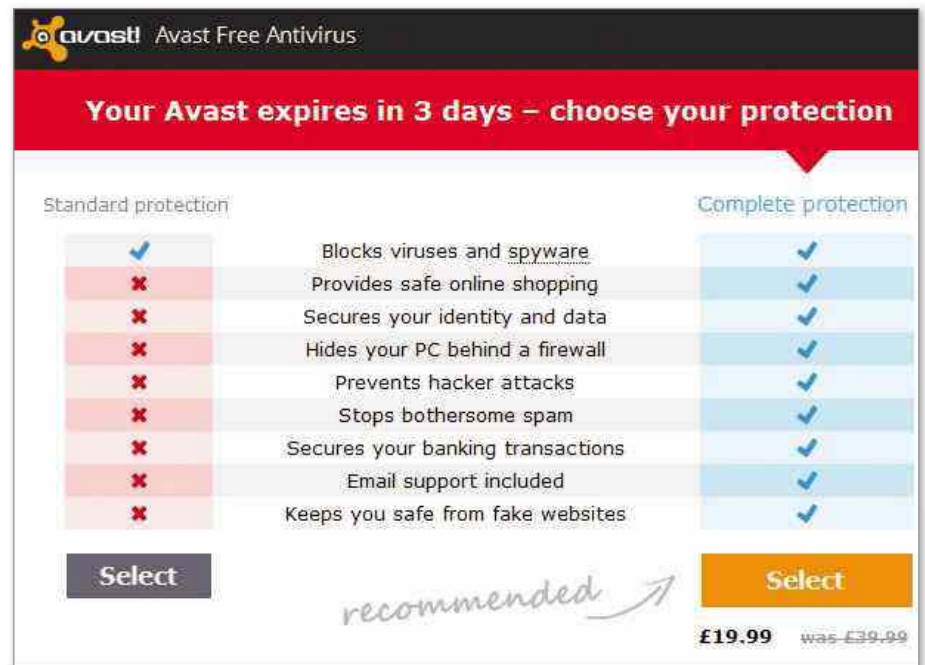 avast! Avast Free Antivirus
Your Avast expires in 3 days – choose your protection
Standard protection
Complete protection
Blocks viruses and spyware
Provides safe online shopping
Secures your identity and data
Hides your PC behind a firewall
Prevents hacker attacks
Stops bothersome spam
Secures your banking transactions
Email support included
Keeps you safe from fake websites
Select
recommended
Select
£19.99 was £39.99